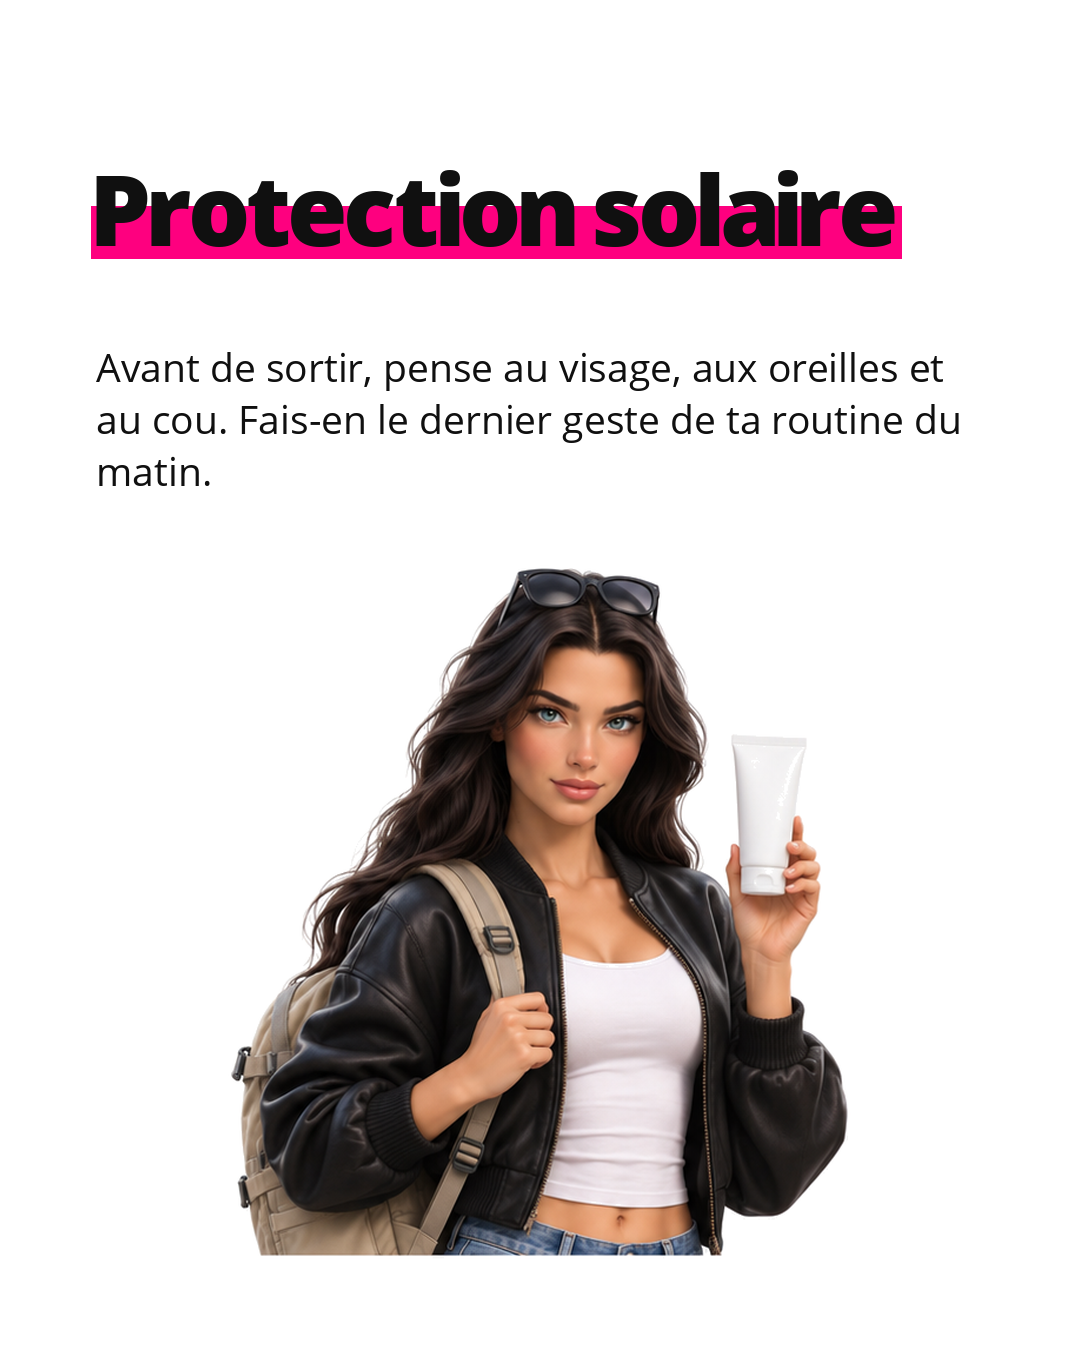 Protection solaire
Avant de sortir, pense au visage, aux oreilles et
au cou. Fais-en le dernier geste de ta routine du
matin.